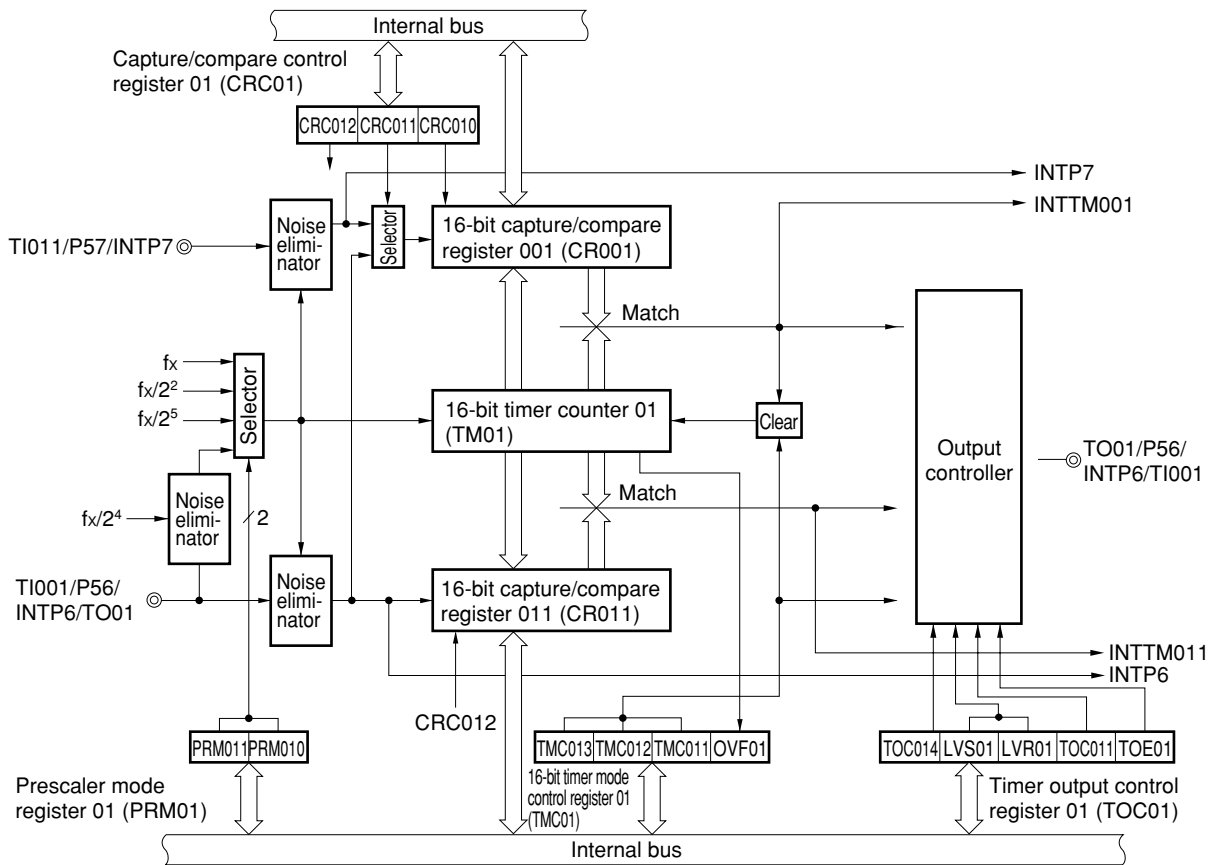 Internal bus
Capture/compare control
register 01 (CRC01)
CRC012 CRC011 CRC010
INTP7
INTTM001
TI011/P57/INTP7
Noise
elimi-
nator
Selector
16-bit capture/compare
register 001 (CR001)
Match
fx
fx/2²
fx/2⁵
Selector
16-bit timer counter 01
(TM01)
Clear
Output
controller
TO01/P56/
INTP6/TI001
fx/2⁴
Noise
elimi-
nator
2
Match
TI001/P56/
INTP6/TO01
Noise
elimi-
nator
16-bit capture/compare
register 011 (CR011)
INTTM011
INTP6
CRC012
PRM011 PRM010
TMC013 TMC012 TMC011 OVF01
TOC014 LVS01 LVR01 TOC011 TOE01
Prescaler mode
register 01 (PRM01)
16-bit timer mode
control register 01
(TMC01)
Timer output control
register 01 (TOC01)
Internal bus